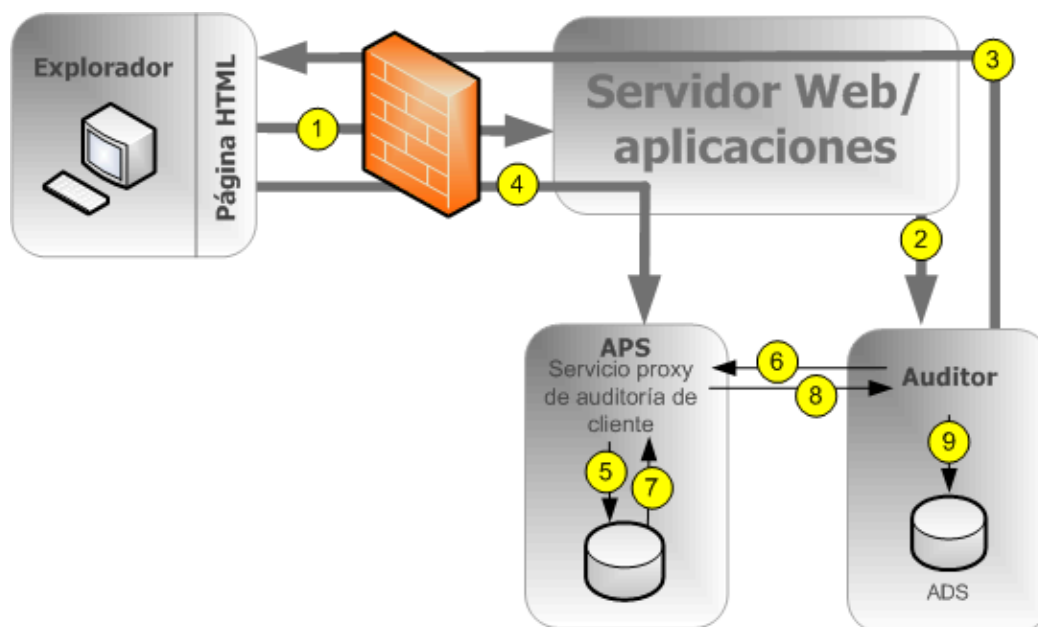 Explorador
Página HTML
1
Servidor Web/
aplicaciones
3
4
2
APS
Servicio proxy
de auditoría de
cliente
6
8
Auditor
5
7
9
ADS